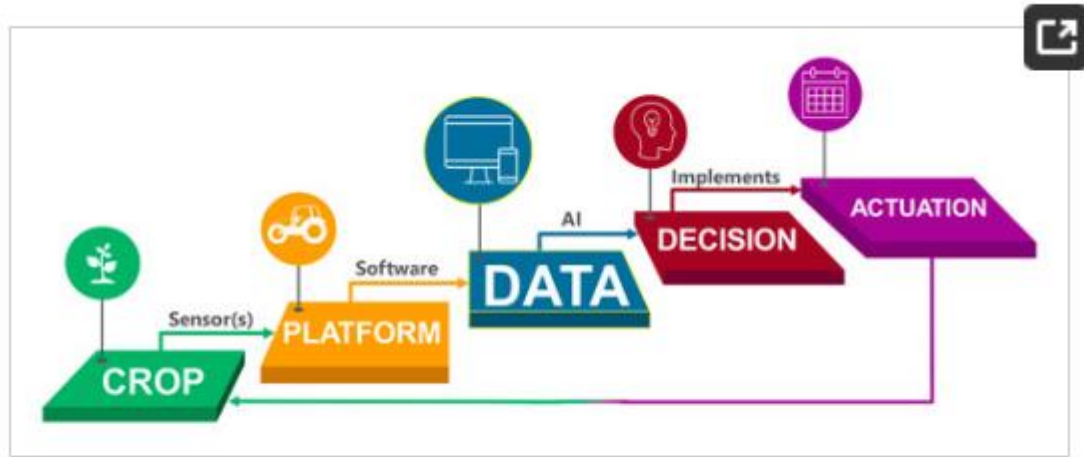 CROP
Sensor(s)
PLATFORM
Software
DATA
AI
DECISION
Implements
ACTUATION